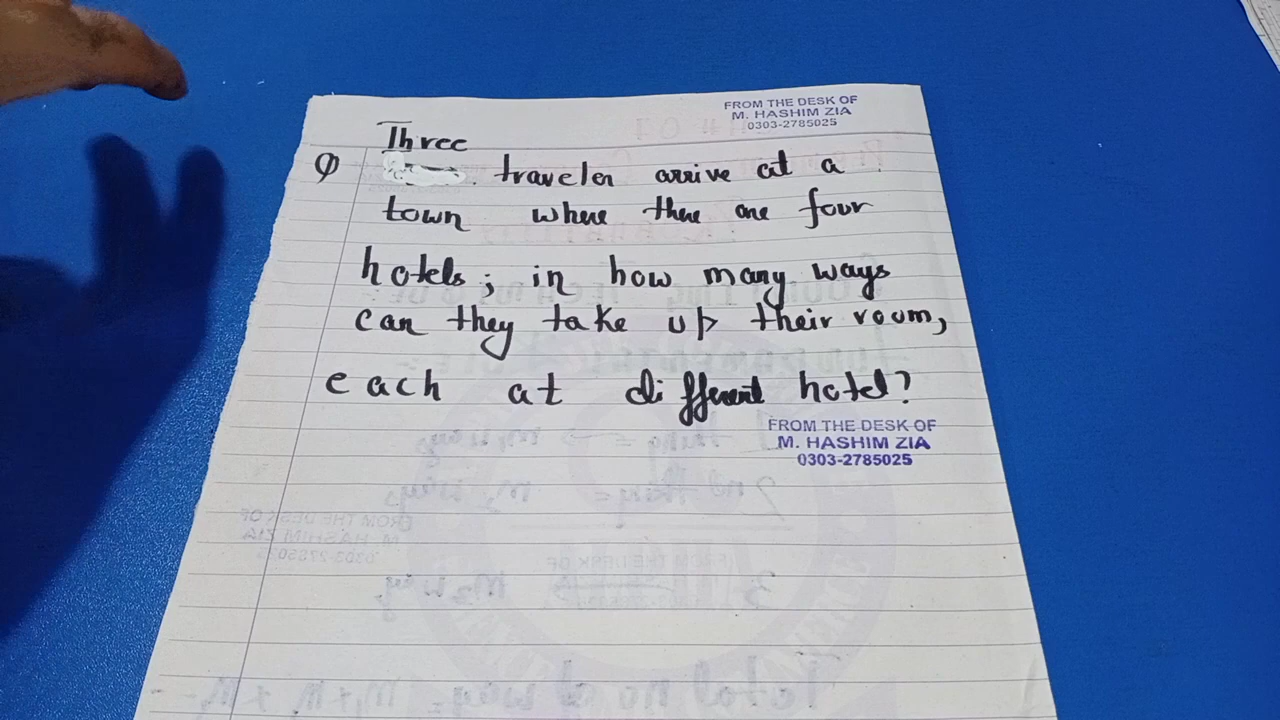 FROM THE DESK OF
M. HASHIM ZIA
0303-2785025
Three
Q traveler arrive at a
town where there are four
hotels; in how many ways
can they take up their room,
each at different hotel?
FROM THE DESK OF
M. HASHIM ZIA
0303-2785025